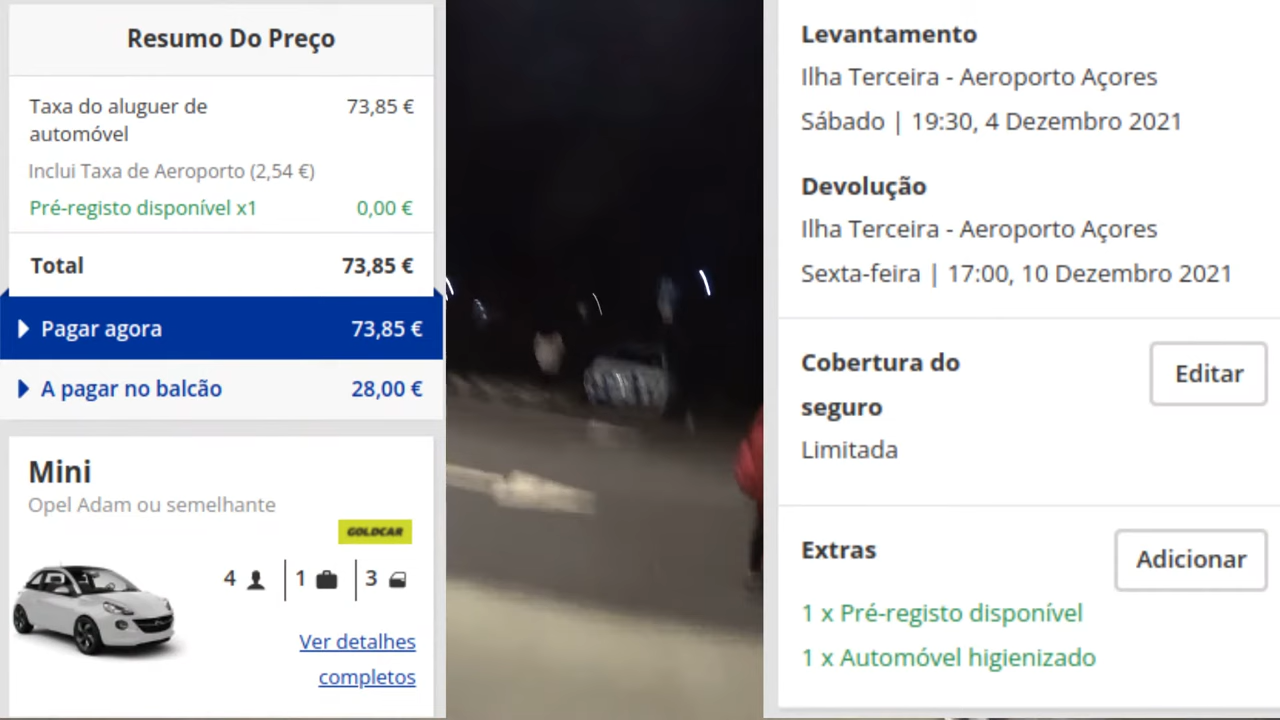 Resumo Do Preço
Taxa do aluguer de
automóvel
73,85 €
Inclui Taxa de Aeroporto (2,54 €)
Pré-registo disponível x1 0,00 €
Total 73,85 €
Pagar agora 73,85 €
A pagar no balcão 28,00 €
Mini
Opel Adam ou semelhante
GOLDCAR
4 1 3
Ver detalhes
completos
Levantamento
Ilha Terceira - Aeroporto Açores
Sábado | 19:30, 4 Dezembro 2021
Devolução
Ilha Terceira - Aeroporto Açores
Sexta-feira | 17:00, 10 Dezembro 2021
Cobertura do
seguro
Editar
Limitada
Extras
Adicionar
1 x Pré-registo disponível
1 x Automóvel higienizado